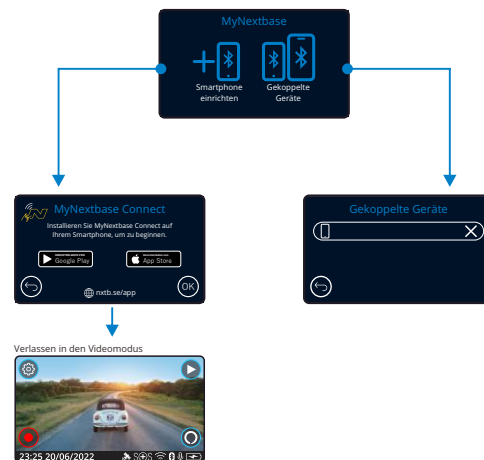 MyNextbase
Smartphone einrichten
Gekoppelte Geräte
MyNextbase Connect
Installieren Sie MyNextbase Connect auf
Ihrem Smartphone, um zu beginnen.
Google Play
App Store
nxtb.se/app
OK
Gekoppelte Geräte
Verlassen in den Videomodus
23:25 20/06/2022
SOS